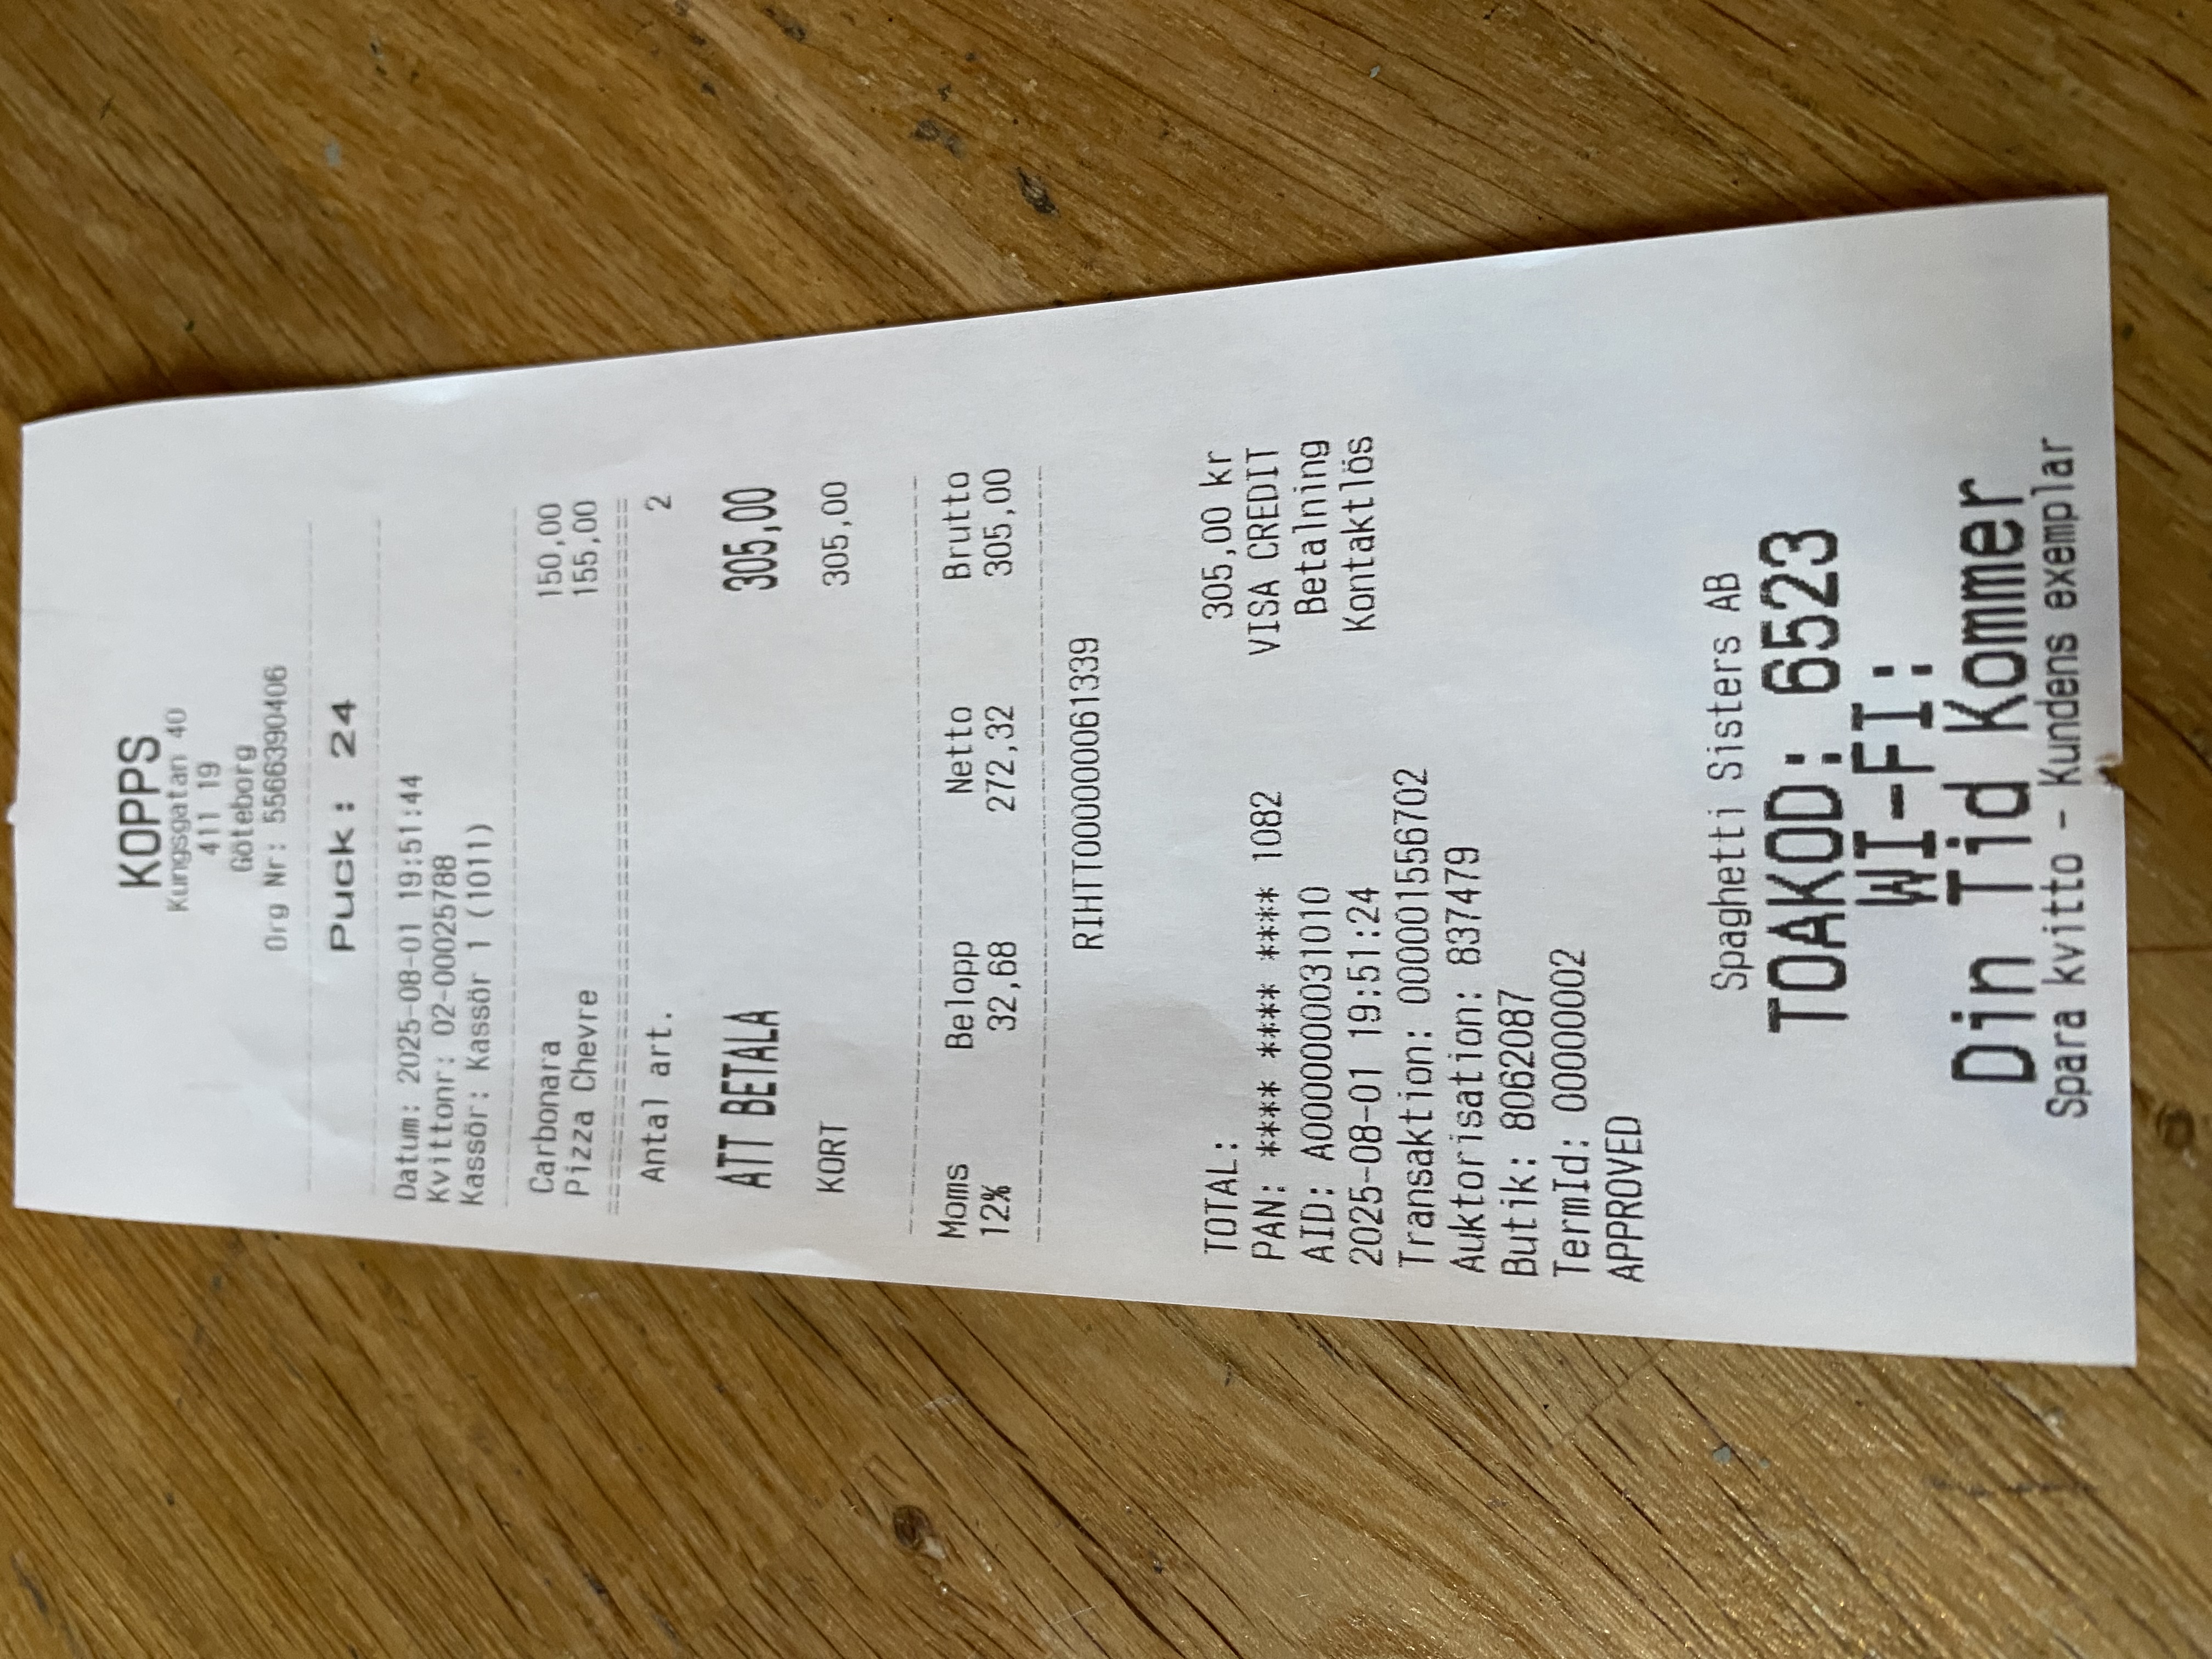 KOPPS
Kungsgatan 40
411 19
Göteborg
Org Nr: 5566390406
Puck: 24
Datum: 2025-08-01 19:51:44
Kvittonr: 02-00025788
Kassör: Kassör 1 (1011)
Carbonara 150,00
Pizza Chevre 155,00
Antal art. 2
ATT BETALA 305,00
KORT 305,00
Moms Belopp Netto Brutto
12% 32,68 272,32 305,00
RIHTT0000000061339
TOTAL: 305,00 kr
PAN: **** **** **** 1082 VISA CREDIT
AID: A0000000031010 Betalning
2025-08-01 19:51:24 Kontaktlös
Transaktion: 000001556702
Auktorisation: 837479
Butik: 8062087
TermId: 00000002
APPROVED
Spaghetti Sisters AB
TOAKOD: 6523
WI-FI:
Din Tid Kommer
Spara kvitto - Kundens exemplar